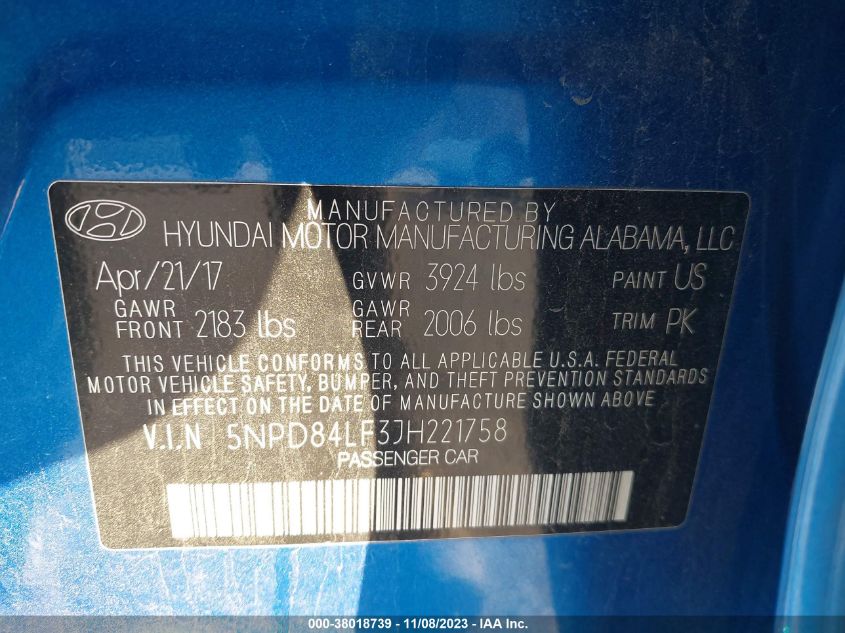 MANUFACTURED BY
HYUNDAI MOTOR MANUFACTURING ALABAMA, LLC
Apr/21/17 GVWR 3924 lbs PAINT US
GAWR FRONT 2183 lbs GAWR REAR 2006 lbs TRIM PK
THIS VEHICLE CONFORMS TO ALL APPLICABLE U.S.A. FEDERAL
MOTOR VEHICLE SAFETY, BUMPER, AND THEFT PREVENTION STANDARDS
IN EFFECT ON THE DATE OF MANUFACTURE SHOWN ABOVE
V.I.N 5NPD84LF3JH221758
PASSENGER CAR
000-38018739 - 11/08/2023 - IAA Inc.